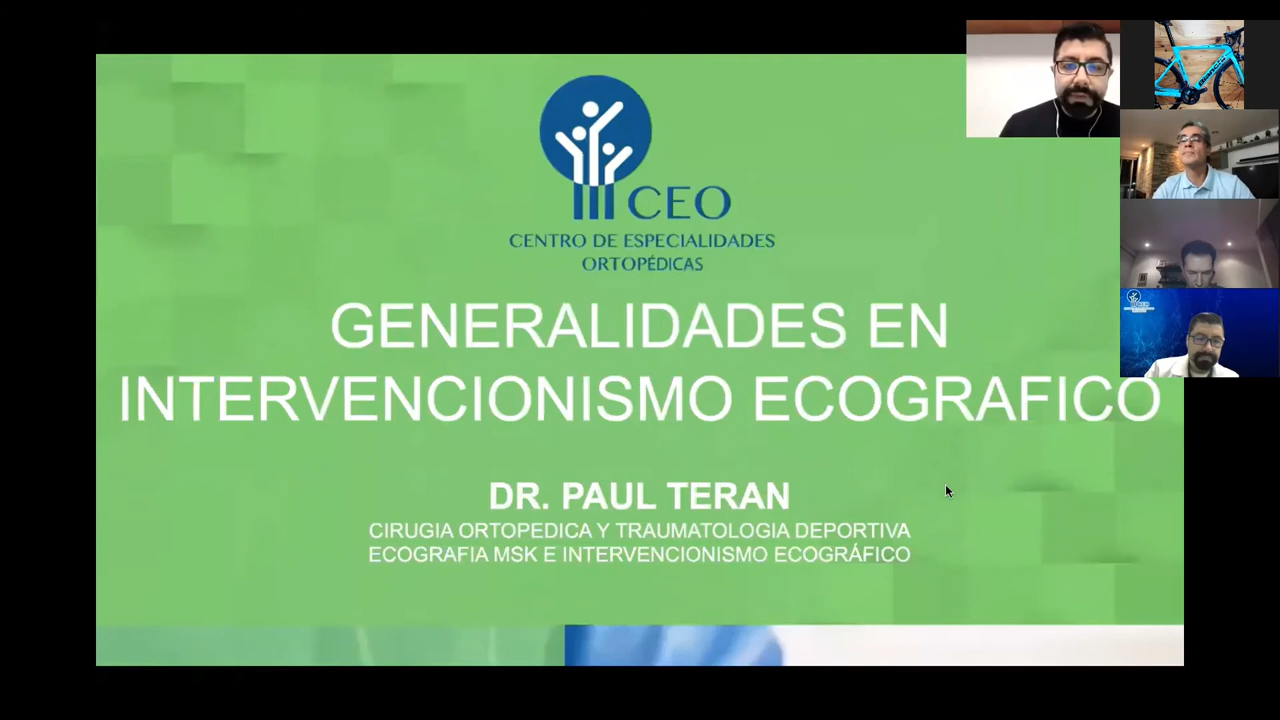 CEO
CENTRO DE ESPECIALIDADES
ORTOPÉDICAS
GENERALIDADES EN
INTERVENCIONISMO ECOGRAFICO
DR. PAUL TERAN
CIRUGIA ORTOPEDICA Y TRAUMATOLOGIA DEPORTIVA
ECOGRAFIA MSK E INTERVENCIONISMO ECOGRÁFICO